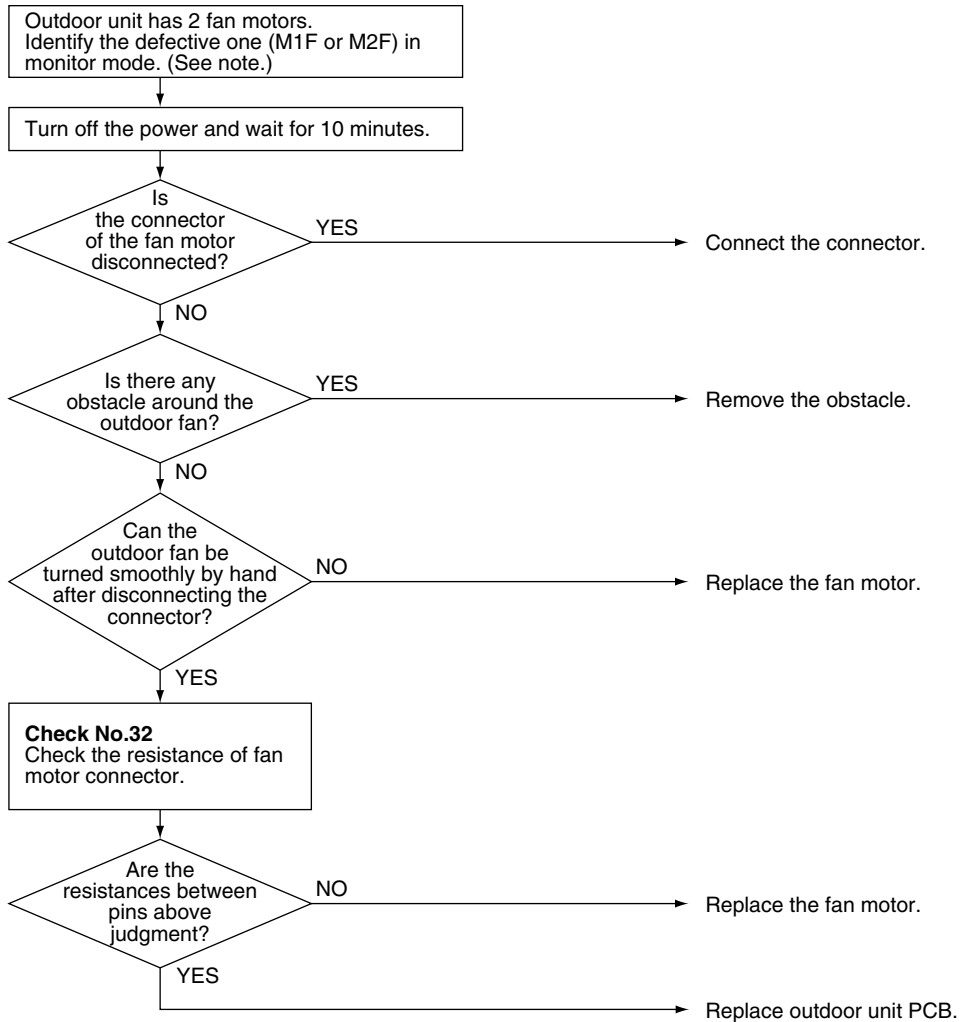 Outdoor unit has 2 fan motors.
Identify the defective one (M1F or M2F) in
monitor mode. (See note.)
Turn off the power and wait for 10 minutes.
Is
the connector
of the fan motor
disconnected?
YES
Connect the connector.
NO
Is there any
obstacle around the
outdoor fan?
YES
Remove the obstacle.
NO
Can the
outdoor fan be
turned smoothly by hand
after disconnecting the
connector?
NO
Replace the fan motor.
YES
Check No.32
Check the resistance of fan
motor connector.
Are the
resistances between
pins above
judgment?
NO
Replace the fan motor.
YES
Replace outdoor unit PCB.